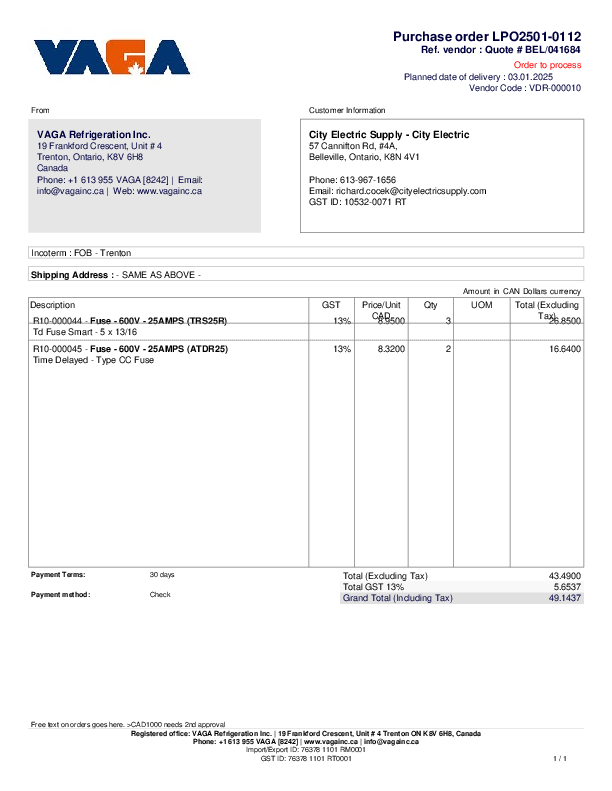 VAGA
Purchase order LPO2501-0112
Ref. vendor : Quote # BEL/041684
Order to process
Planned date of delivery : 03.01.2025
Vendor Code : VDR-000010
From
Customer Information
VAGA Refrigeration Inc.
19 Frankford Crescent, Unit # 4
Trenton, Ontario, K8V 6H8
Canada
Phone: +1 613 955 VAGA [8242] | Email:
info@vagainc.ca | Web: www.vagainc.ca
City Electric Supply - City Electric
57 Cannifton Rd, #4A,
Belleville, Ontario, K8N 4V1
Phone: 613-967-1656
Email: richard.cocek@cityelectricsupply.com
GST ID: 10532-0071 RT
Incoterm : FOB - Trenton
Shipping Address : - SAME AS ABOVE -
Amount in CAN Dollars currency
Description GST Price/Unit CAD Qty UOM Total (Excluding Tax)
R10-000044 - Fuse - 600V - 25AMPS (TRS25R) 13% 8.9500 3 26.8500
Td Fuse Smart - 5 x 13/16
R10-000045 - Fuse - 600V - 25AMPS (ATDR25) 13% 8.3200 2 16.6400
Time Delayed - Type CC Fuse
Payment Terms: 30 days
Payment method: Check
Total (Excluding Tax) 43.4900
Total GST 13% 5.6537
Grand Total (Including Tax) 49.1437
Free text on orders goes here. >CAD1000 needs 2nd approval
Registered office: VAGA Refrigeration Inc. | 19 Frankford Crescent, Unit # 4 Trenton ON K8V 6H8, Canada
Phone: +1 613 955 VAGA [8242] | www.vagainc.ca | info@vagainc.ca
Import/Export ID: 76378 1101 RM0001
GST ID: 76378 1101 RT0001
1 / 1